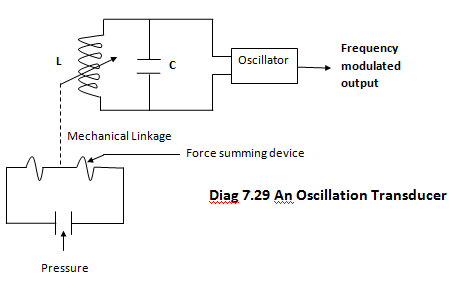 Frequency
modulated
output
Oscillator
L
C
Mechanical Linkage
Force summing device
Diag 7.29 An Oscillation Transducer
Pressure